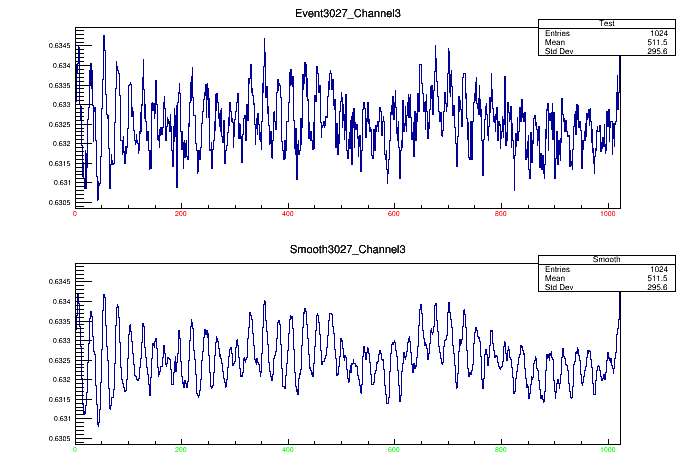 Event3027_Channel3
Test
Entries 1024
Mean 511.5
Std Dev 295.6
0.6345
0.634
0.6335
0.633
0.6325
0.632
0.6315
0.631
0.6305
0 200 400 600 800 1000
Smooth3027_Channel3
Smooth
Entries 1024
Mean 511.5
Std Dev 295.6
0.6345
0.634
0.6335
0.633
0.6325
0.632
0.6315
0.631
0.6305
0 200 400 600 800 1000